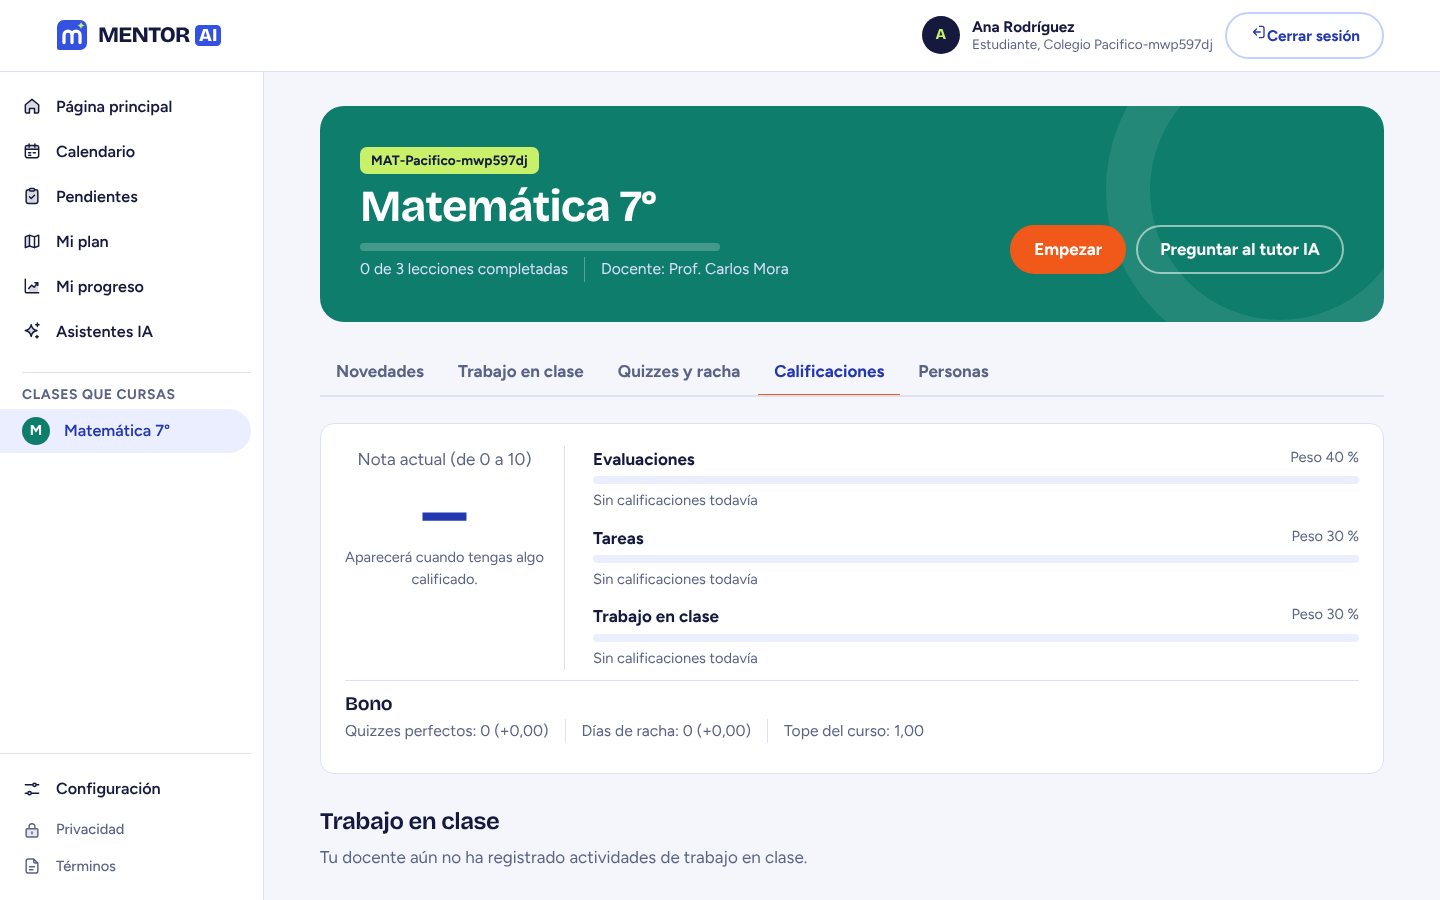 MENTOR AI
A
Ana Rodríguez
Estudiante, Colegio Pacifico-mwp597dj
Cerrar sesión
Página principal
Calendario
Pendientes
Mi plan
Mi progreso
Asistentes IA
CLASES QUE CURSAS
M
Matemática 7°
Configuración
Privacidad
Términos
MAT-Pacifico-mwp597dj
Matemática 7°
0 de 3 lecciones completadas
Docente: Prof. Carlos Mora
Empezar
Preguntar al tutor IA
Novedades
Trabajo en clase
Quizzes y racha
Calificaciones
Personas
Nota actual (de 0 a 10)
—
Aparecerá cuando tengas algo
calificado.
Evaluaciones
Peso 40 %
Sin calificaciones todavía
Tareas
Peso 30 %
Sin calificaciones todavía
Trabajo en clase
Peso 30 %
Sin calificaciones todavía
Bono
Quizzes perfectos: 0 (+0,00)
Días de racha: 0 (+0,00)
Tope del curso: 1,00
Trabajo en clase
Tu docente aún no ha registrado actividades de trabajo en clase.